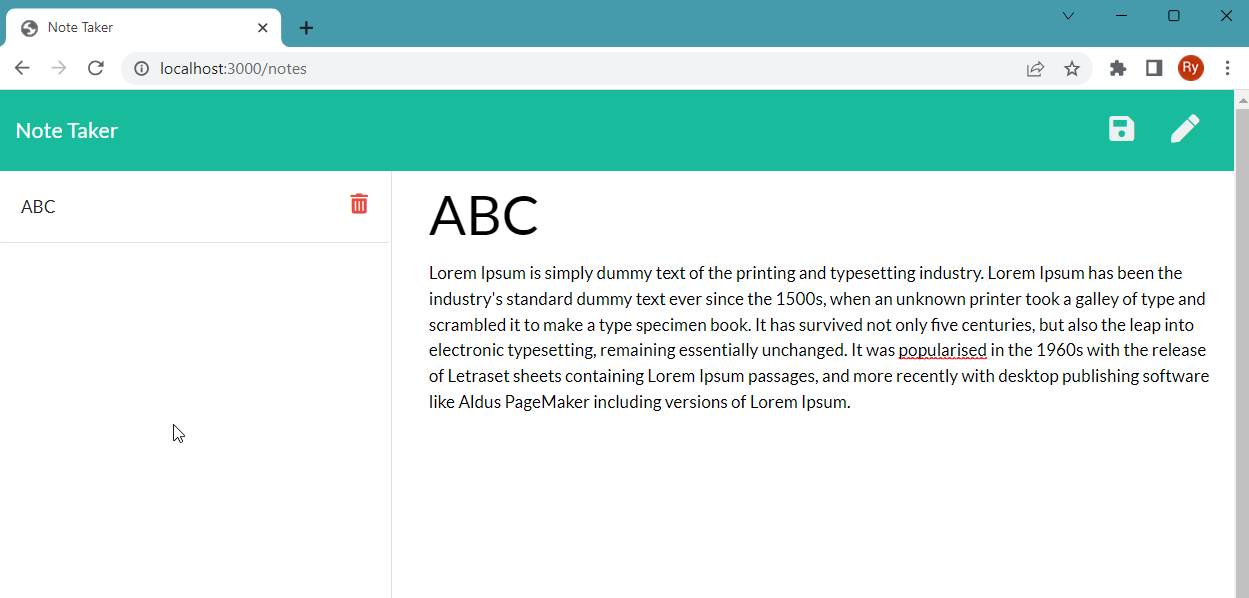 Note Taker
localhost:3000/notes
Ry
Note Taker
ABC
ABC
Lorem Ipsum is simply dummy text of the printing and typesetting industry. Lorem Ipsum has been the
industry's standard dummy text ever since the 1500s, when an unknown printer took a galley of type and
scrambled it to make a type specimen book. It has survived not only five centuries, but also the leap into
electronic typesetting, remaining essentially unchanged. It was popularised in the 1960s with the release
of Letraset sheets containing Lorem Ipsum passages, and more recently with desktop publishing software
like Aldus PageMaker including versions of Lorem Ipsum.